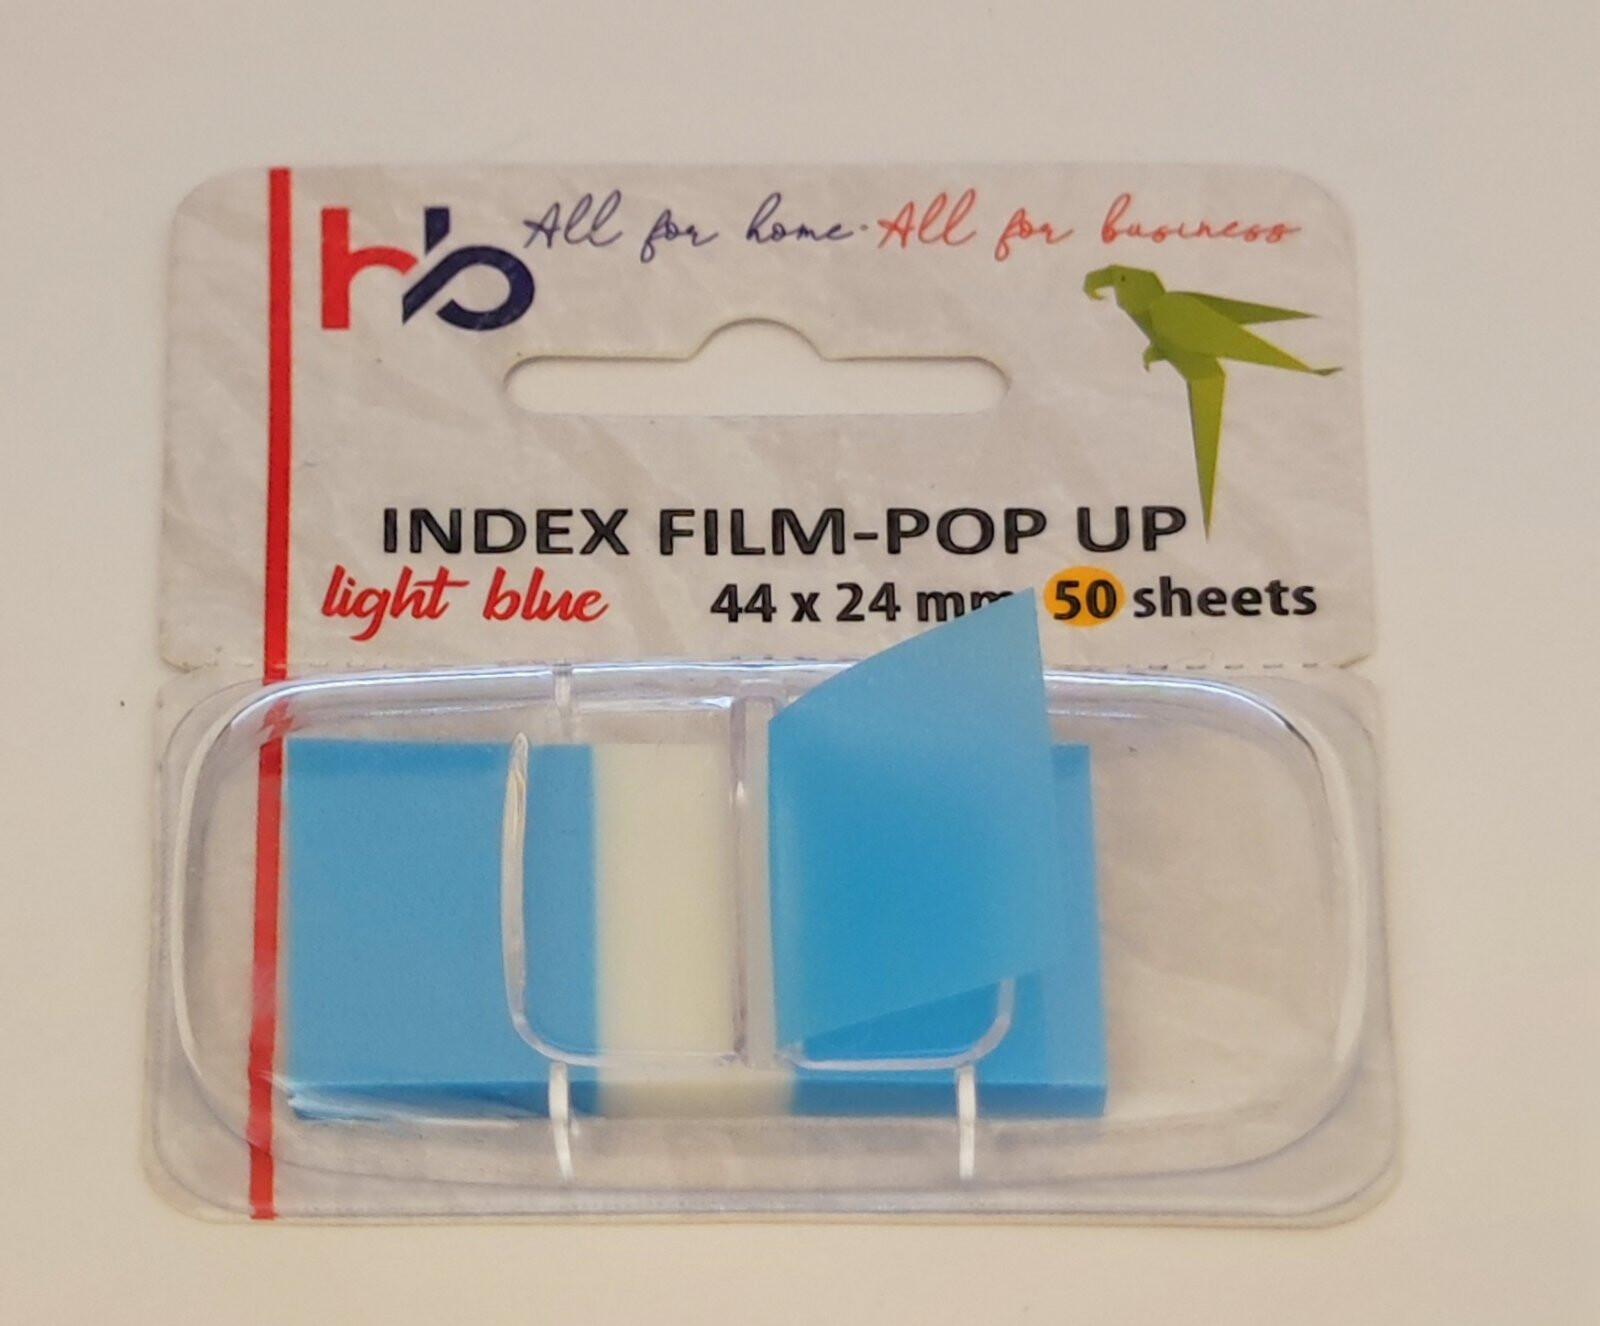 hb All for home·All for business
INDEX FILM-POP UP
light blue 44 x 24 mm 50 sheets